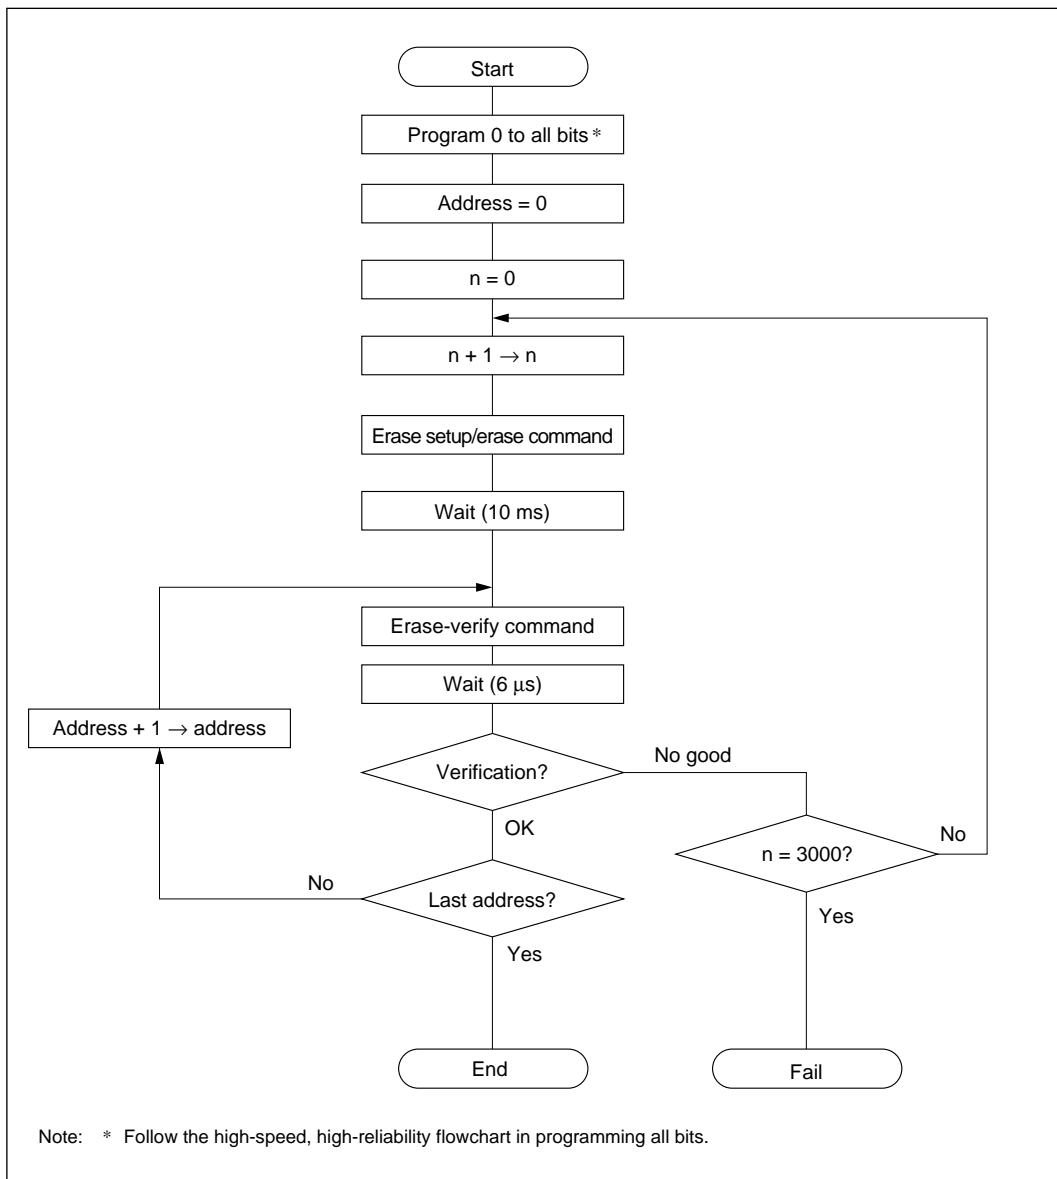 Start
Program 0 to all bits *
Address = 0
n = 0
n + 1 → n
Erase setup/erase command
Wait (10 ms)
Erase-verify command
Wait (6 μs)
Address + 1 → address
Verification?
No good
OK
n = 3000?
No
No
Last address?
Yes
Yes
End
Fail
Note: * Follow the high-speed, high-reliability flowchart in programming all bits.